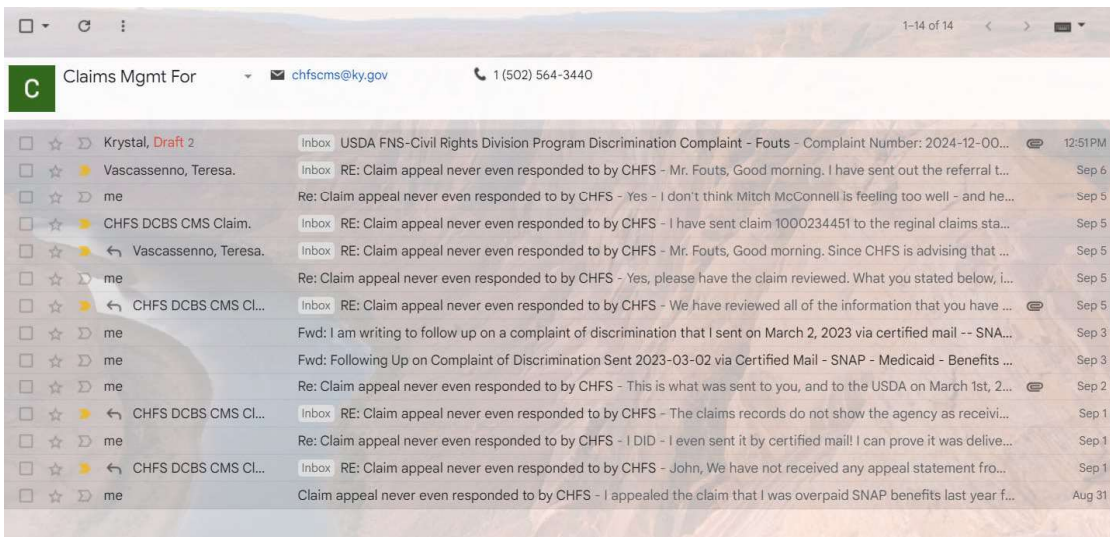 1–14 of 14
C
Claims Mgmt For
chfscms@ky.gov
1 (502) 564-3440
Krystal, Draft 2 Inbox USDA FNS-Civil Rights Division Program Discrimination Complaint - Fouts - Complaint Number: 2024-12-00... 12:51 PM
Vascassenno, Teresa. Inbox RE: Claim appeal never even responded to by CHFS - Mr. Fouts, Good morning. I have sent out the referral t... Sep 6
me Re: Claim appeal never even responded to by CHFS - Yes - I don't think Mitch McConnell is feeling too well - and he... Sep 5
CHFS DCBS CMS Claim. Inbox RE: Claim appeal never even responded to by CHFS - I have sent claim 1000234451 to the reginal claims sta... Sep 5
Vascassenno, Teresa. Inbox RE: Claim appeal never even responded to by CHFS - Mr. Fouts, Good morning. Since CHFS is advising that ... Sep 5
me Re: Claim appeal never even responded to by CHFS - Yes, please have the claim reviewed. What you stated below, i... Sep 5
CHFS DCBS CMS Cl... Inbox RE: Claim appeal never even responded to by CHFS - We have reviewed all of the information that you have ... Sep 5
me Fwd: I am writing to follow up on a complaint of discrimination that I sent on March 2, 2023 via certified mail -- SNA... Sep 3
me Fwd: Following Up on Complaint of Discrimination Sent 2023-03-02 via Certified Mail - SNAP - Medicaid - Benefits ... Sep 3
me Re: Claim appeal never even responded to by CHFS - This is what was sent to you, and to the USDA on March 1st, 2... Sep 2
CHFS DCBS CMS Cl... Inbox RE: Claim appeal never even responded to by CHFS - The claims records do not show the agency as receivi... Sep 1
me Re: Claim appeal never even responded to by CHFS - I DID - I even sent it by certified mail! I can prove it was delive... Sep 1
CHFS DCBS CMS Cl... Inbox RE: Claim appeal never even responded to by CHFS - John, We have not received any appeal statement fro... Sep 1
me Claim appeal never even responded to by CHFS - I appealed the claim that I was overpaid SNAP benefits last year f... Aug 31